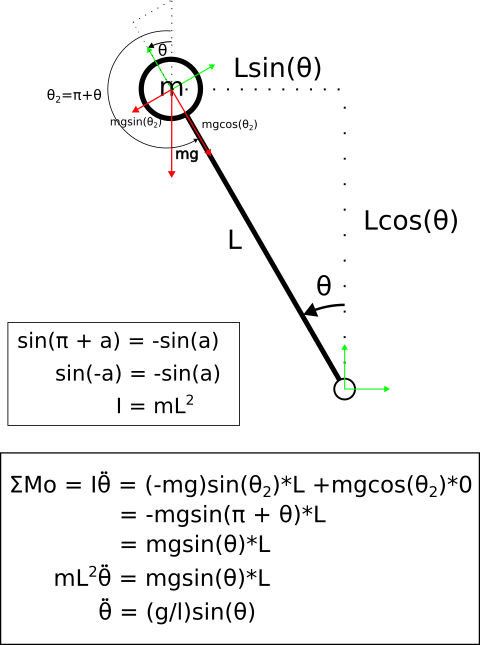 θ
m
Lsin(θ)
θ₂=π+θ
mgsin(θ₂)
mgcos(θ₂)
mg
Lcos(θ)
L
θ
sin(π + a) = -sin(a)
sin(-a) = -sin(a)
I = mL²
ΣMo = Iθ̈ = (-mg)sin(θ₂)*L +mgcos(θ₂)*0
= -mgsin(π + θ)*L
= mgsin(θ)*L
mL²θ̈ = mgsin(θ)*L
θ̈ = (g/l)sin(θ)